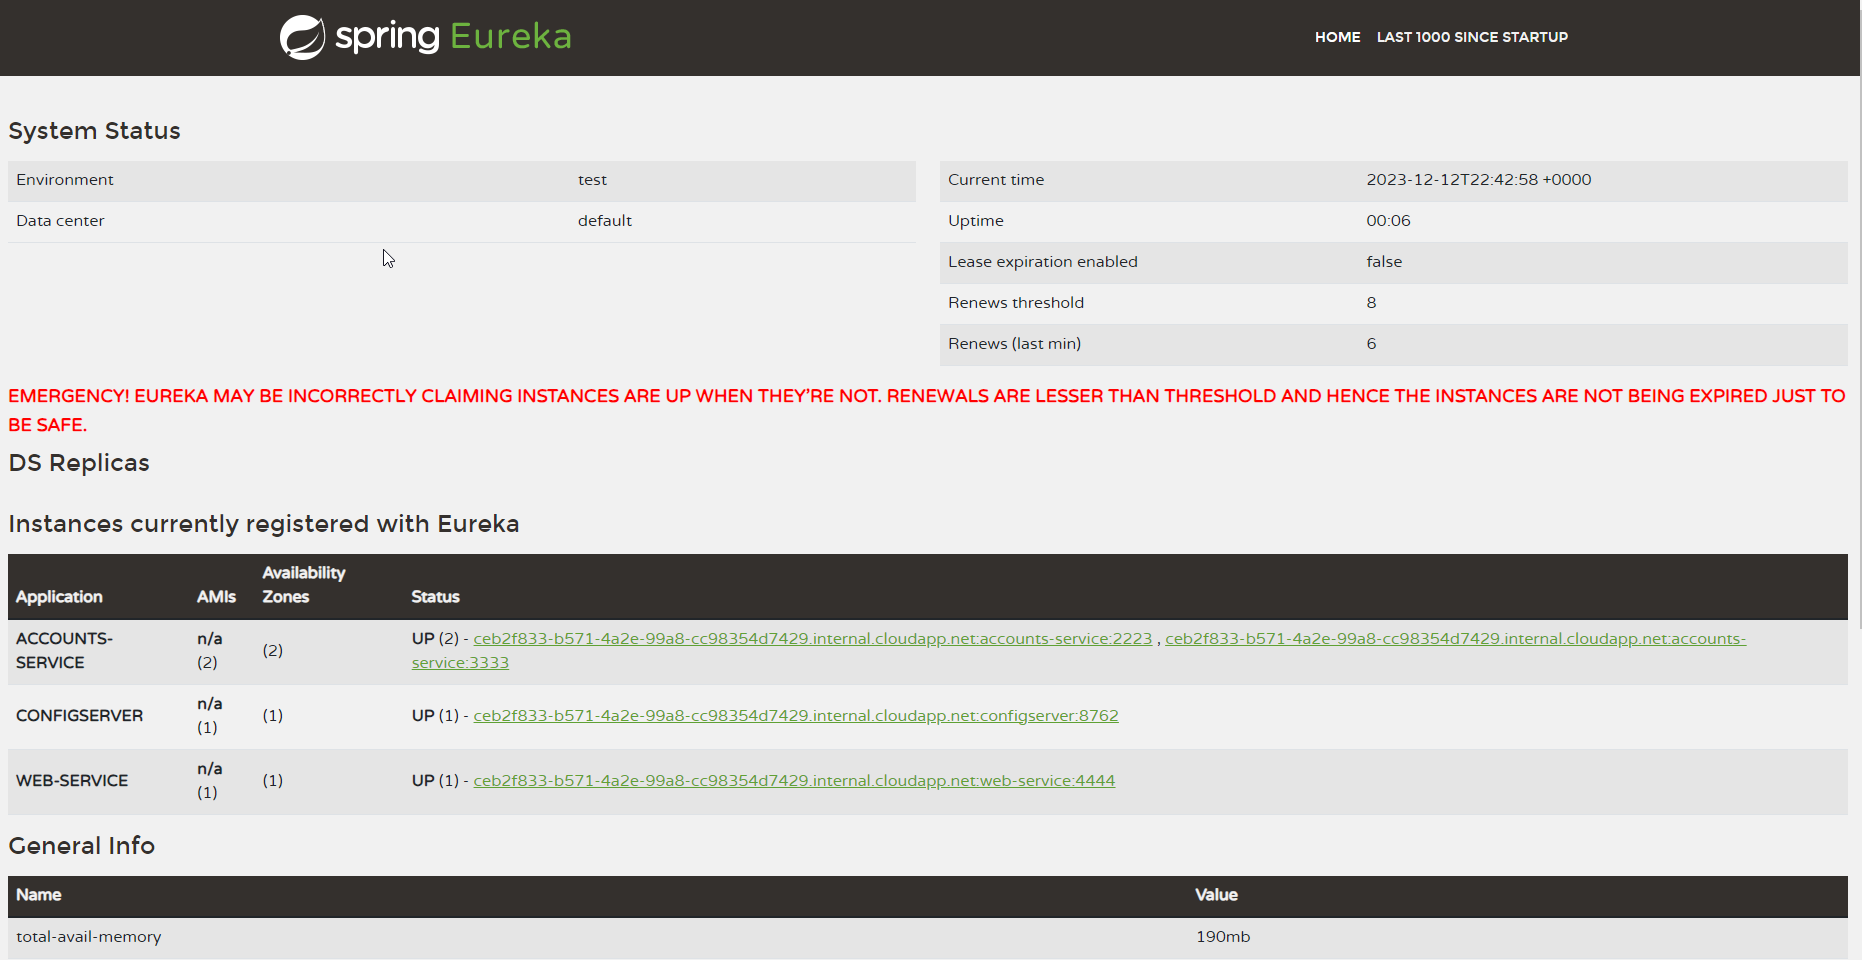 spring Eureka
HOME LAST 1000 SINCE STARTUP
System Status
Environment test
Data center default
Current time 2023-12-12T22:42:58 +0000
Uptime 00:06
Lease expiration enabled false
Renews threshold 8
Renews (last min) 6
EMERGENCY! EUREKA MAY BE INCORRECTLY CLAIMING INSTANCES ARE UP WHEN THEY'RE NOT. RENEWALS ARE LESSER THAN THRESHOLD AND HENCE THE INSTANCES ARE NOT BEING EXPIRED JUST TO
BE SAFE.
DS Replicas
Instances currently registered with Eureka
Application AMIs Availability Zones Status
ACCOUNTS-SERVICE n/a (2) (2) UP (2) - ceb2f833-b571-4a2e-99a8-cc98354d7429.internal.cloudapp.net:accounts-service:2223 , ceb2f833-b571-4a2e-99a8-cc98354d7429.internal.cloudapp.net:accounts-
service:3333
CONFIGSERVER n/a (1) (1) UP (1) - ceb2f833-b571-4a2e-99a8-cc98354d7429.internal.cloudapp.net:configserver:8762
WEB-SERVICE n/a (1) (1) UP (1) - ceb2f833-b571-4a2e-99a8-cc98354d7429.internal.cloudapp.net:web-service:4444
General Info
Name Value
total-avail-memory 190mb